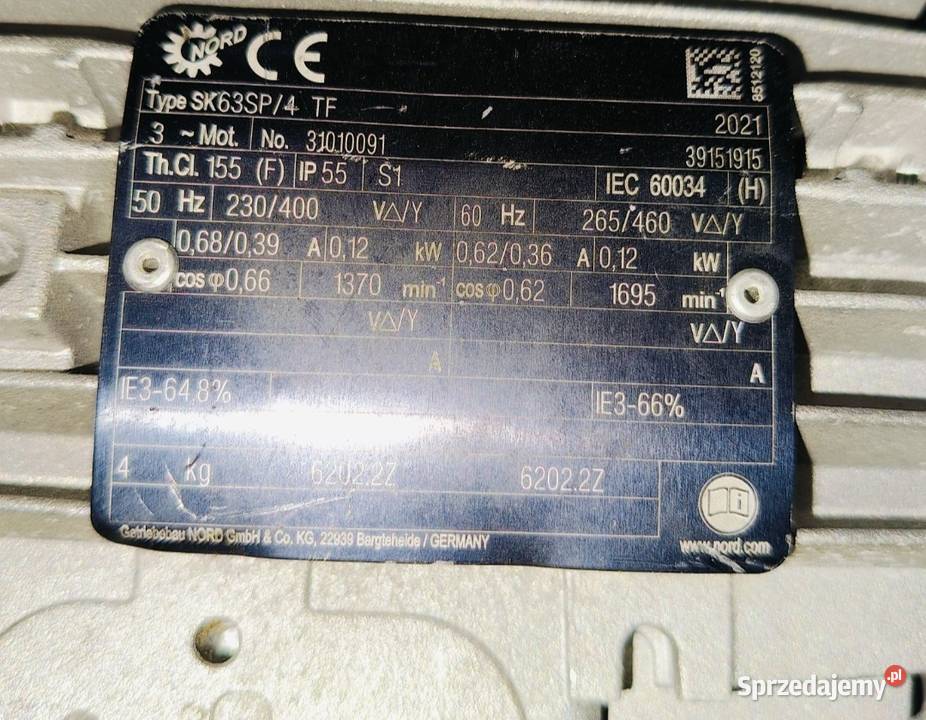 NORD CE
8512120
Type SK63SP/4 TF 2021
3 ~ Mot. No. 31010091 39151915
Th.Cl. 155 (F) IP 55 S1 IEC 60034 (H)
50 Hz 230/400 V△/Y 60 Hz 265/460 V△/Y
0,68/0,39 A 0,12 kW 0,62/0,36 A 0,12 kW
cos φ 0,66 1370 min⁻¹ cos φ 0,62 1695 min⁻¹
V△/Y V△/Y
A A
IE3-64.8% IE3-66%
4 kg 6202.2Z 6202.2Z
Getriebebau NORD GmbH & Co. KG, 22939 Bargteheide / GERMANY www.nord.com
Sprzedajemy.pl